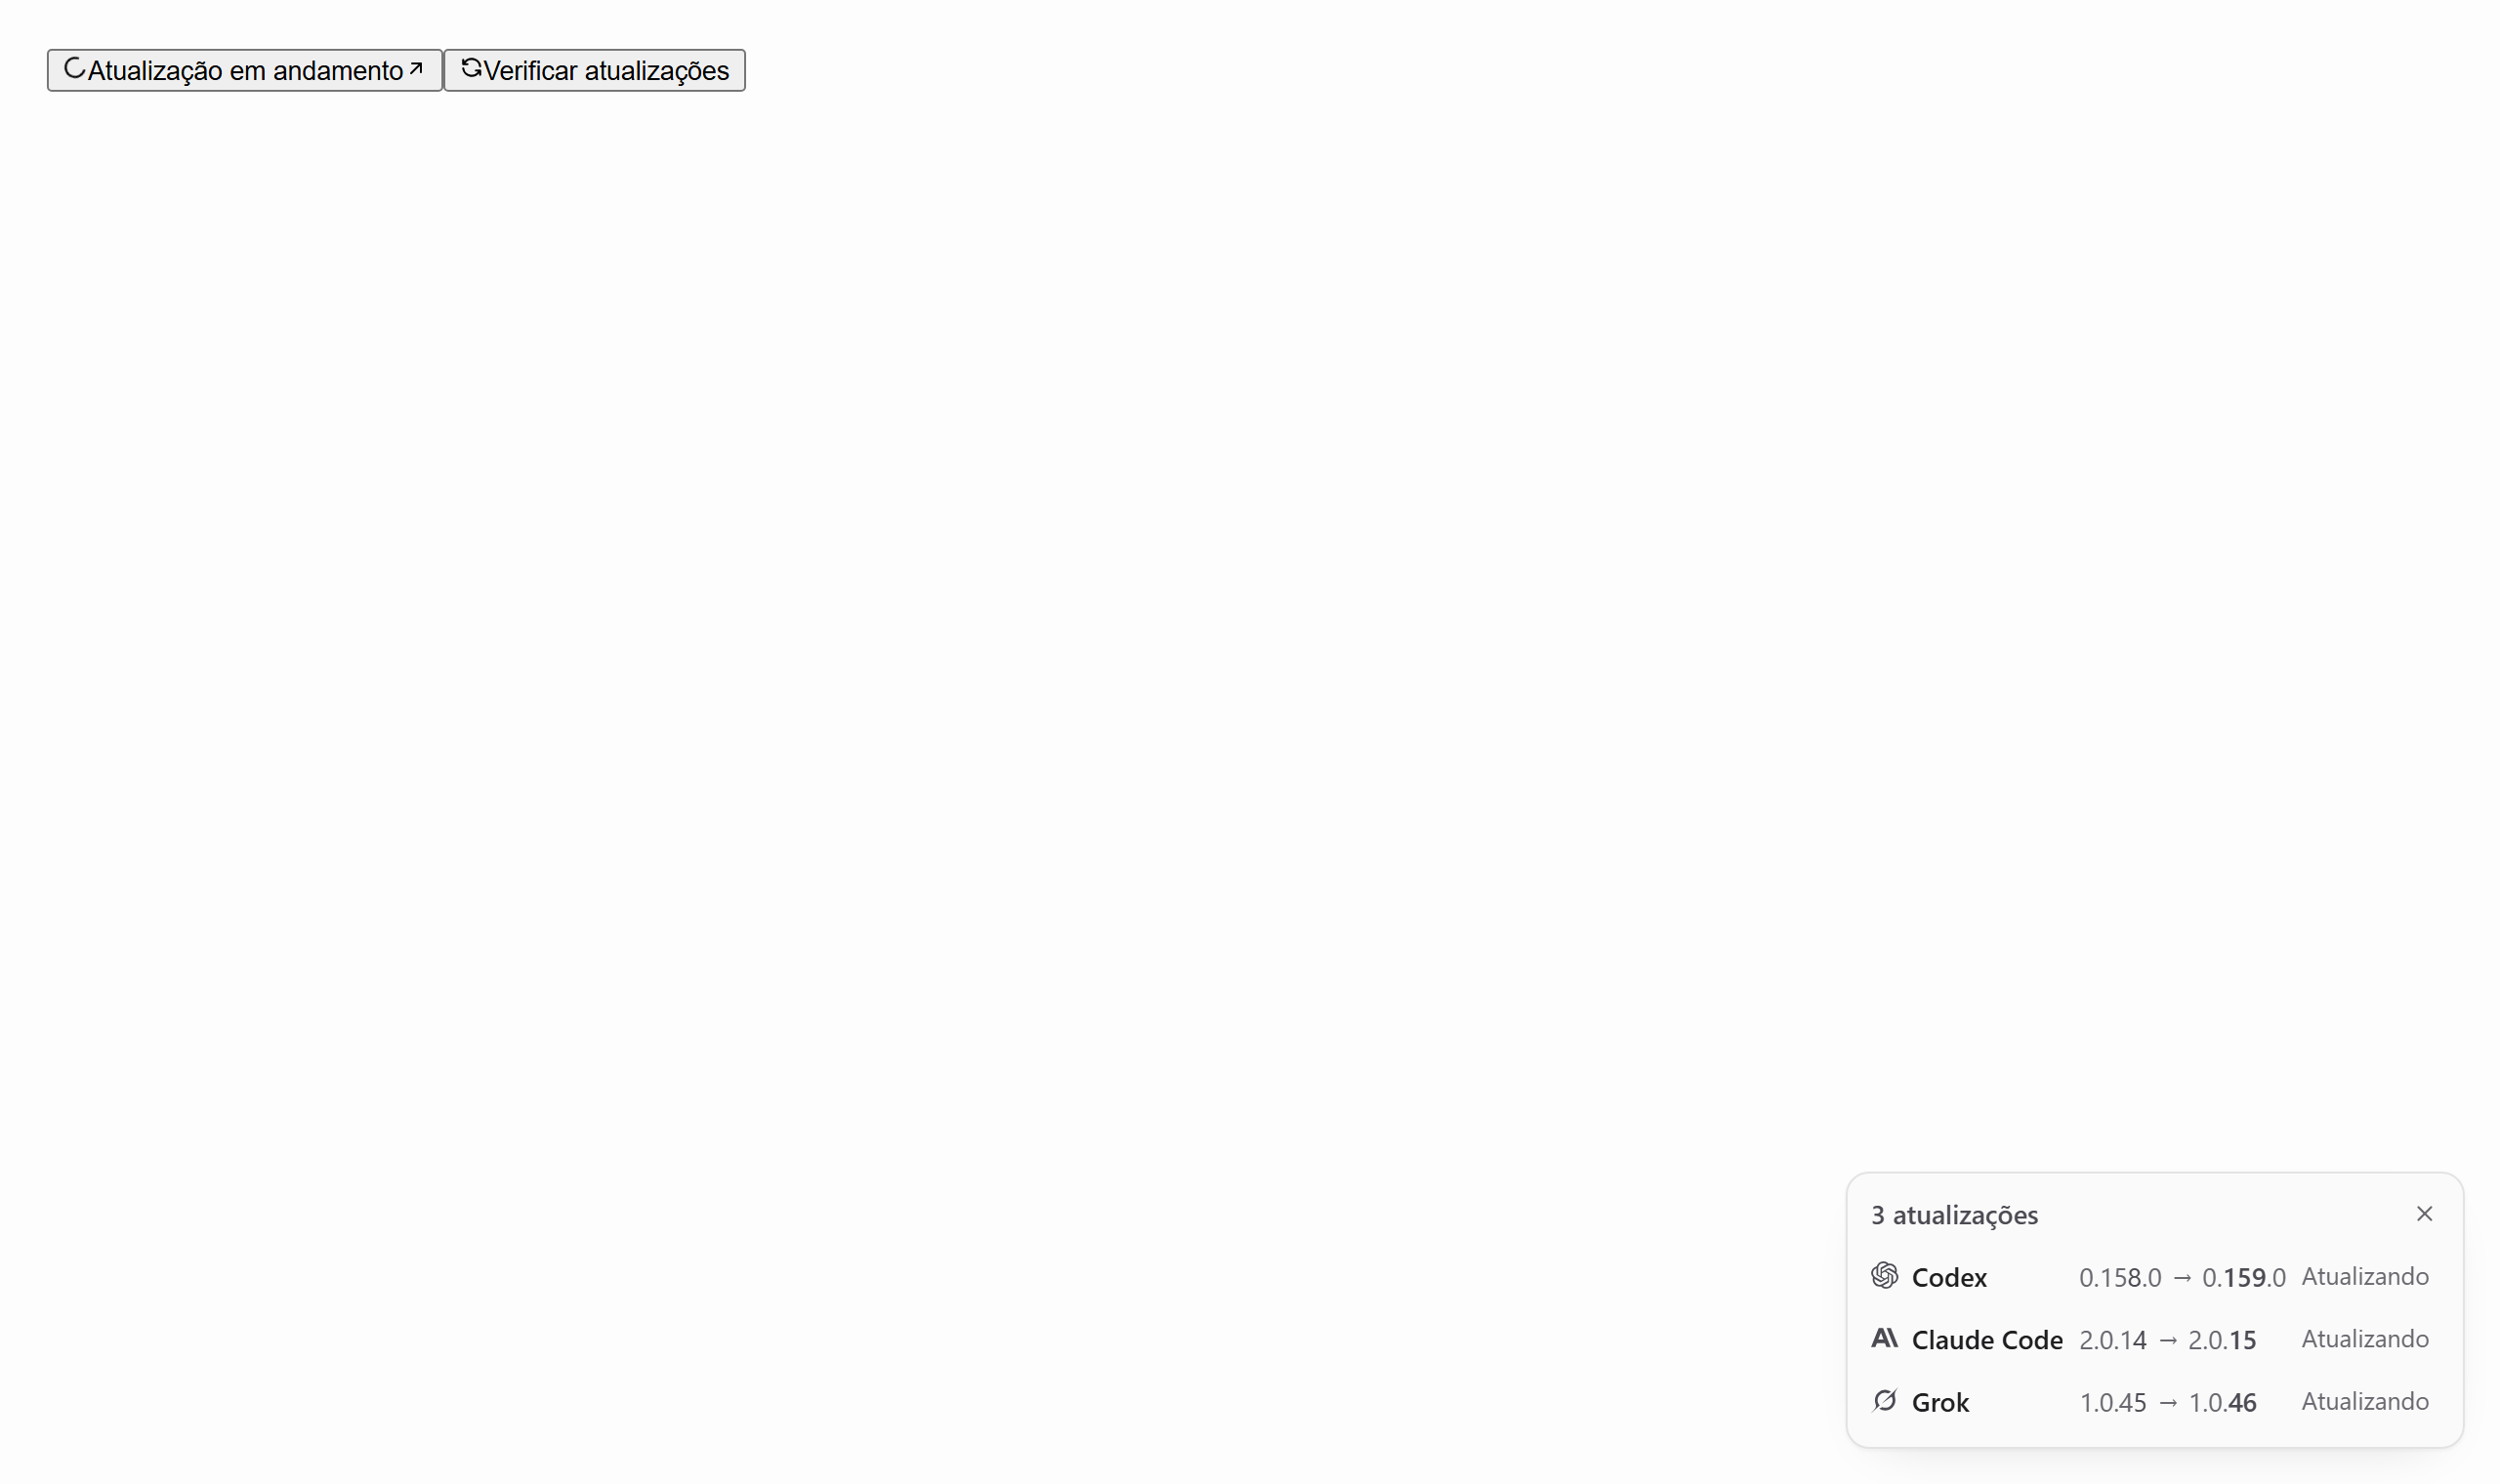 Atualização em andamento Verificar atualizações
3 atualizações
Codex 0.158.0 → 0.159.0 Atualizando
Claude Code 2.0.14 → 2.0.15 Atualizando
Grok 1.0.45 → 1.0.46 Atualizando